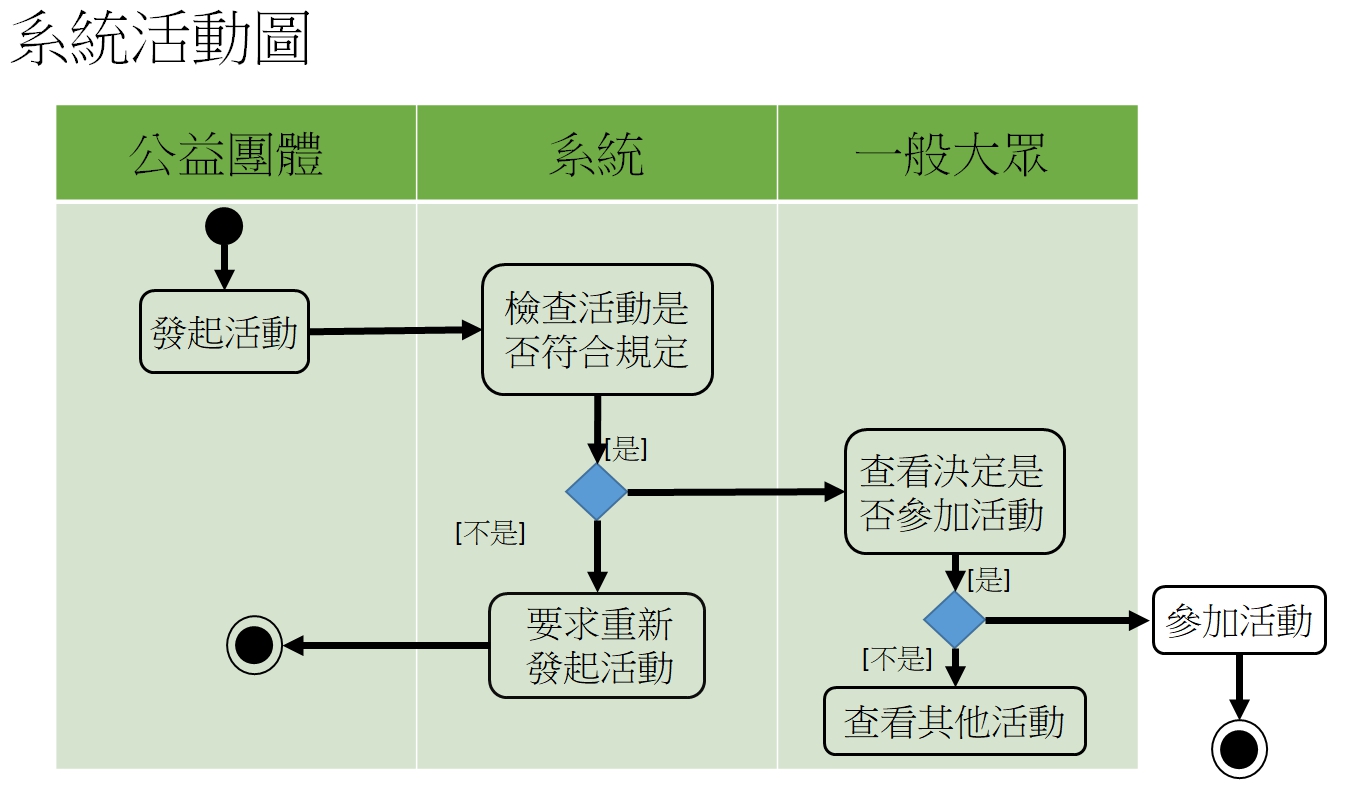 系統活動圖
公益團體
系統
一般大眾
發起活動
檢查活動是
否符合規定
[是]
查看決定是
否參加活動
[不是]
[是]
要求重新
發起活動
參加活動
[不是]
查看其他活動